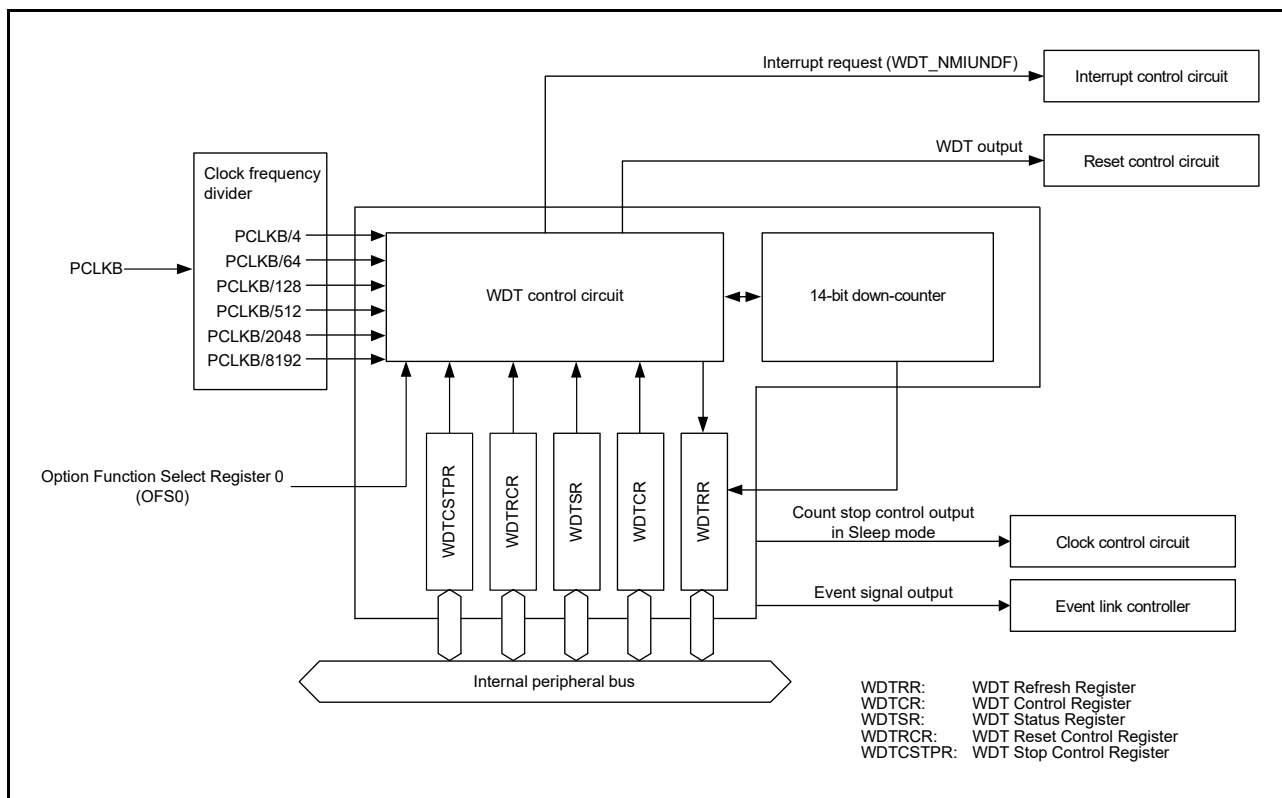 Interrupt request (WDT_NMIUNDF)
Interrupt control circuit
WDT output
Reset control circuit
Clock frequency
divider
PCLKB/4
PCLKB/64
PCLKB/128
PCLKB/512
PCLKB/2048
PCLKB/8192
PCLKB
WDT control circuit
14-bit down-counter
Option Function Select Register 0
(OFS0)
WDTCSTPR
WDTRCR
WDTSR
WDTCR
WDTRR
Count stop control output
in Sleep mode
Clock control circuit
Event signal output
Event link controller
Internal peripheral bus
WDTRR: WDT Refresh Register
WDTCR: WDT Control Register
WDTSR: WDT Status Register
WDTRCR: WDT Reset Control Register
WDTCSTPR: WDT Stop Control Register